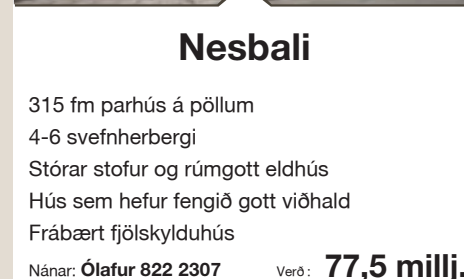 Nesbali
315 fm parhús á pöllum
4-6 svefnherbergi
Stórar stofur og rúmgott eldhús
Hús sem hefur fengið gott viðhald
Frábært fjölskylduhús
Nánar: Ólafur 822 2307 Verð: 77,5 millj.